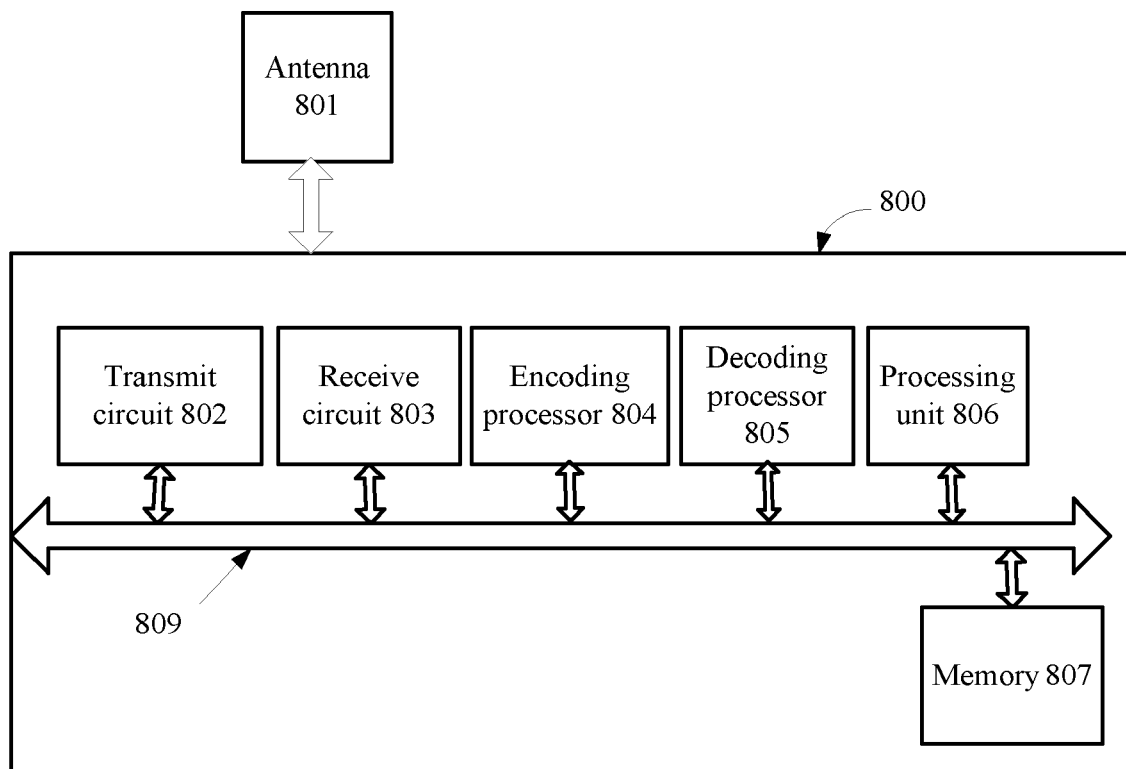 Antenna
801
800
Transmit
circuit 802
Receive
circuit 803
Encoding
processor 804
Decoding
processor
805
Processing
unit 806
809
Memory 807